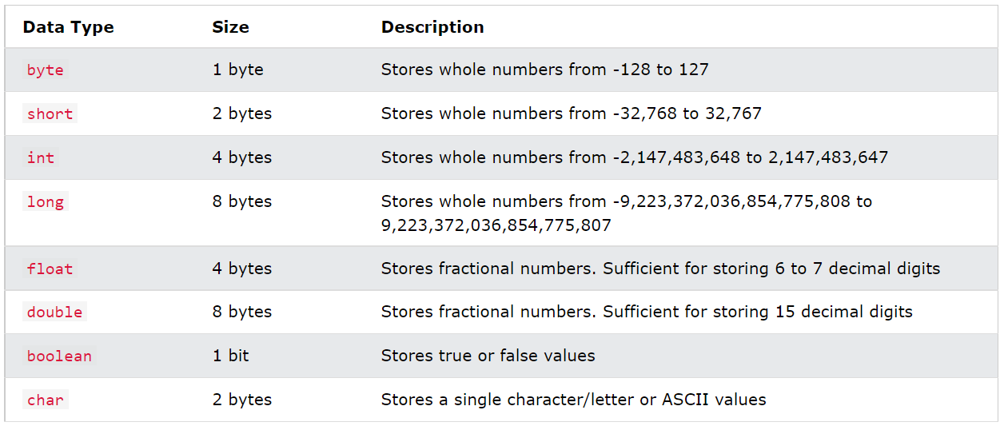 Data Type Size Description
byte 1 byte Stores whole numbers from -128 to 127
short 2 bytes Stores whole numbers from -32,768 to 32,767
int 4 bytes Stores whole numbers from -2,147,483,648 to 2,147,483,647
long 8 bytes Stores whole numbers from -9,223,372,036,854,775,808 to
9,223,372,036,854,775,807
float 4 bytes Stores fractional numbers. Sufficient for storing 6 to 7 decimal digits
double 8 bytes Stores fractional numbers. Sufficient for storing 15 decimal digits
boolean 1 bit Stores true or false values
char 2 bytes Stores a single character/letter or ASCII values